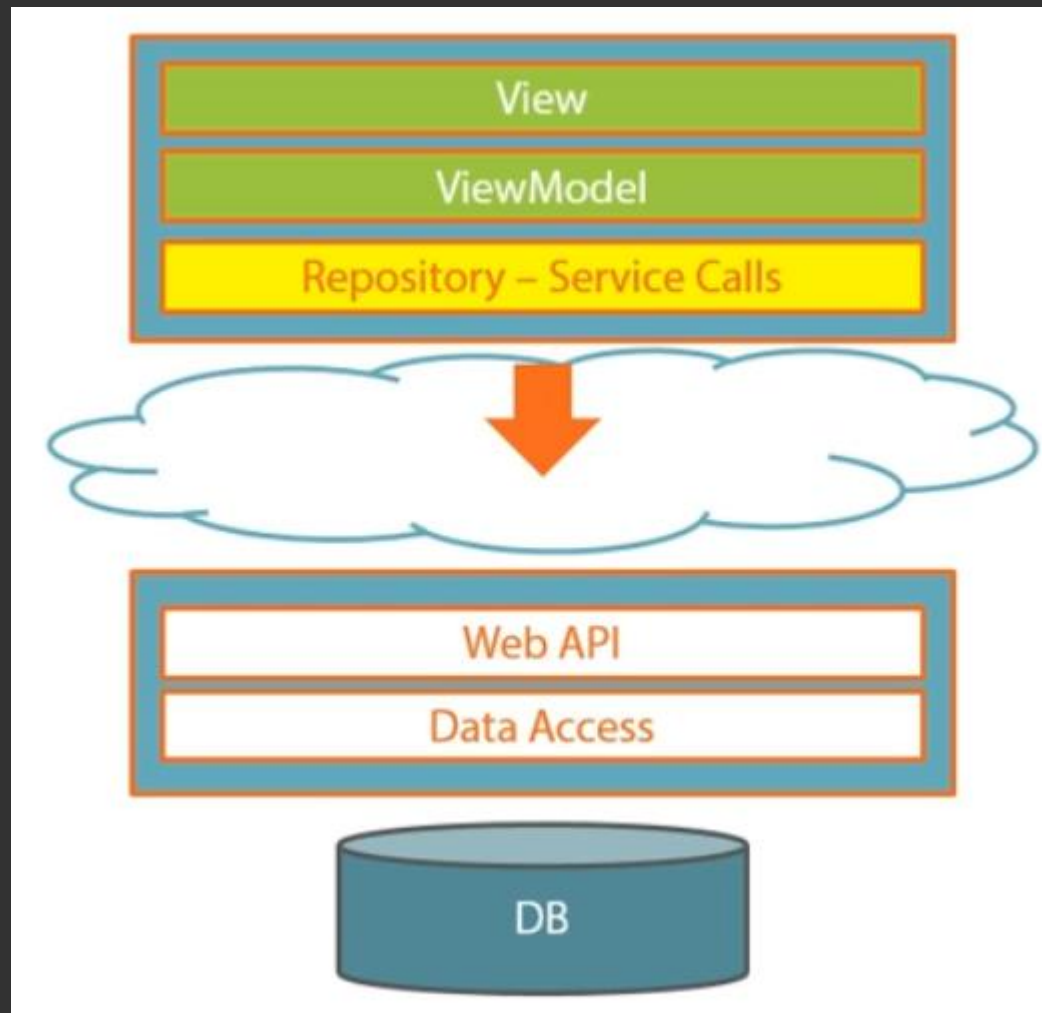 View
ViewModel
Repository – Service Calls
Web API
Data Access
DB